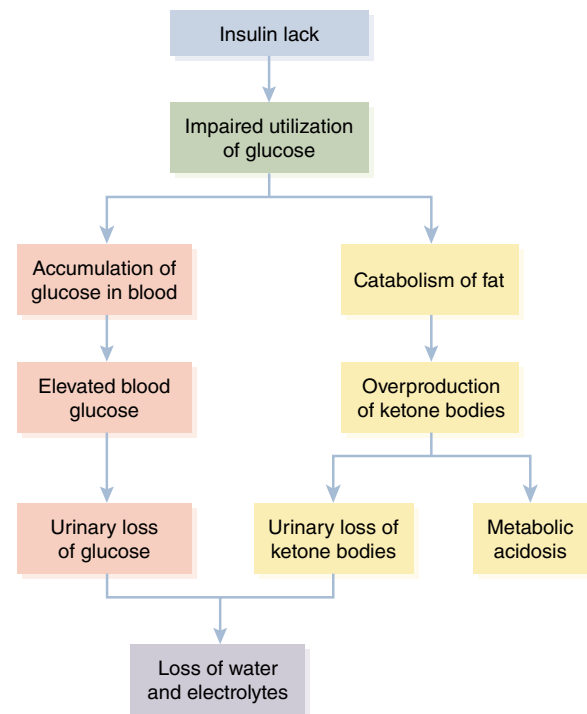 Insulin lack
Impaired utilization
of glucose
Accumulation of
glucose in blood
Catabolism of fat
Elevated blood
glucose
Overproduction
of ketone bodies
Urinary loss
of glucose
Urinary loss of
ketone bodies
Metabolic
acidosis
Loss of water
and electrolytes